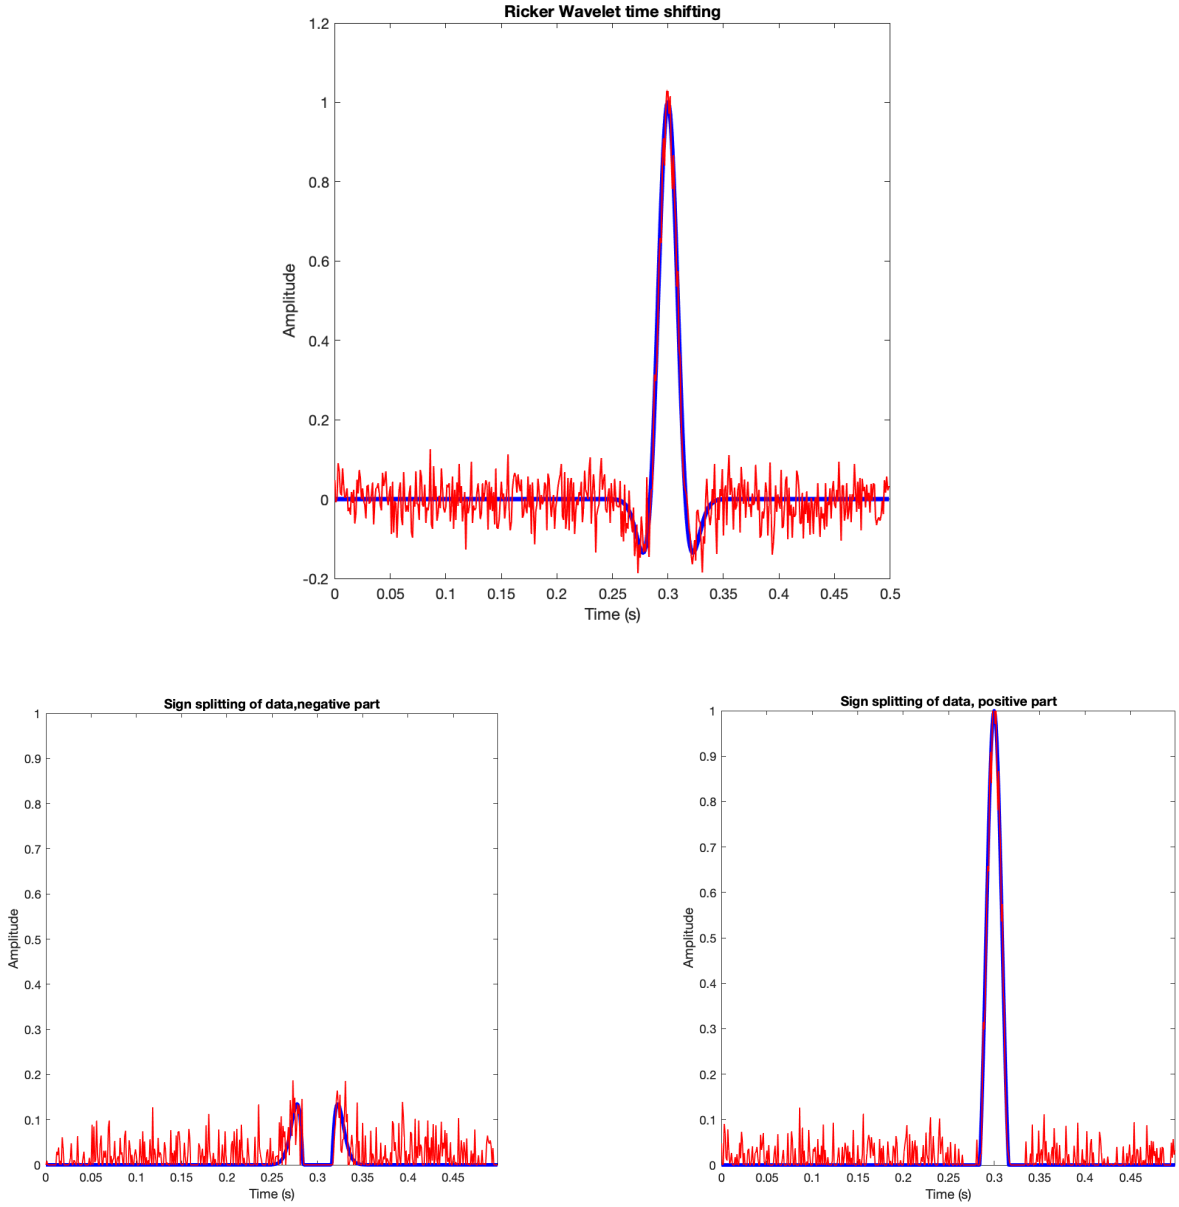 Ricker Wavelet time shifting
1.2
1
0.8
0.6
0.4
0.2
0
-0.2
Amplitude
0 0.05 0.1 0.15 0.2 0.25 0.3 0.35 0.4 0.45 0.5
Time (s)
Sign splitting of data,negative part
1
0.9
0.8
0.7
0.6
0.5
0.4
0.3
0.2
0.1
0
Amplitude
0 0.05 0.1 0.15 0.2 0.25 0.3 0.35 0.4 0.45
Time (s)
Sign splitting of data, positive part
1
0.9
0.8
0.7
0.6
0.5
0.4
0.3
0.2
0.1
0
Amplitude
0 0.05 0.1 0.15 0.2 0.25 0.3 0.35 0.4 0.45
Time (s)